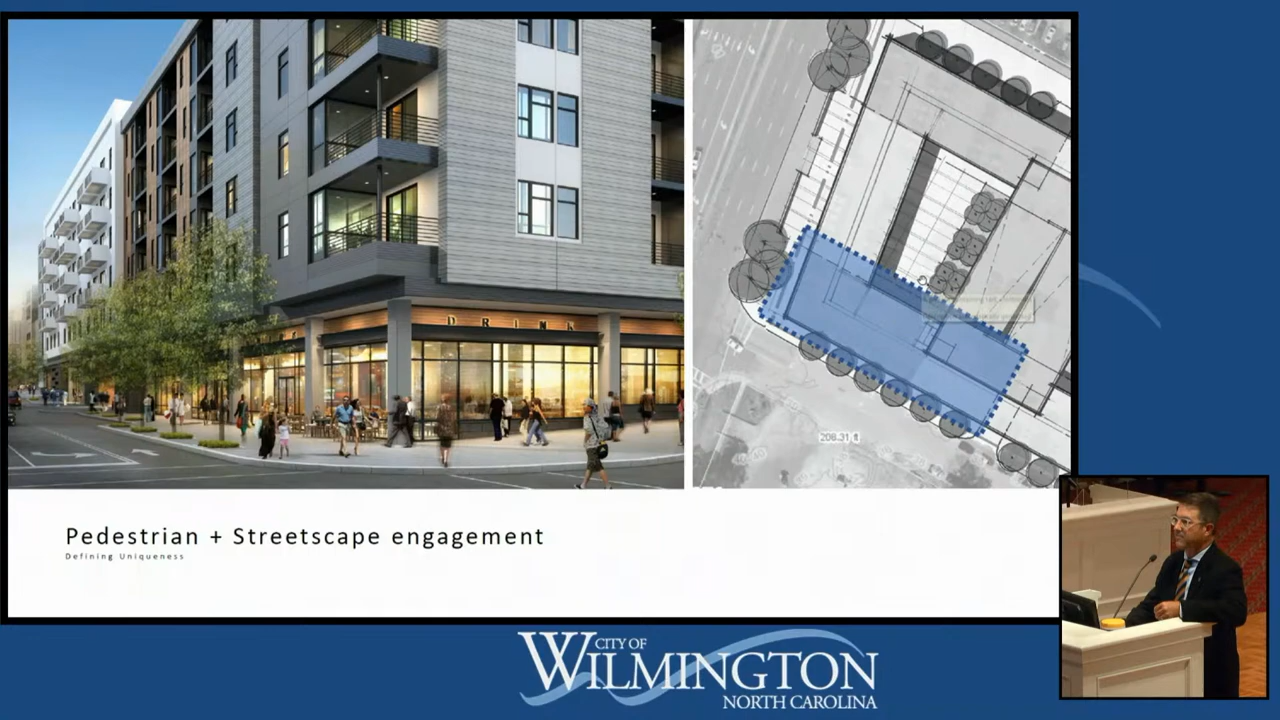 DRINK
208.31 ft
Pedestrian + Streetscape engagement
Defining Uniqueness
CITY OF
WILMINGTON
NORTH CAROLINA